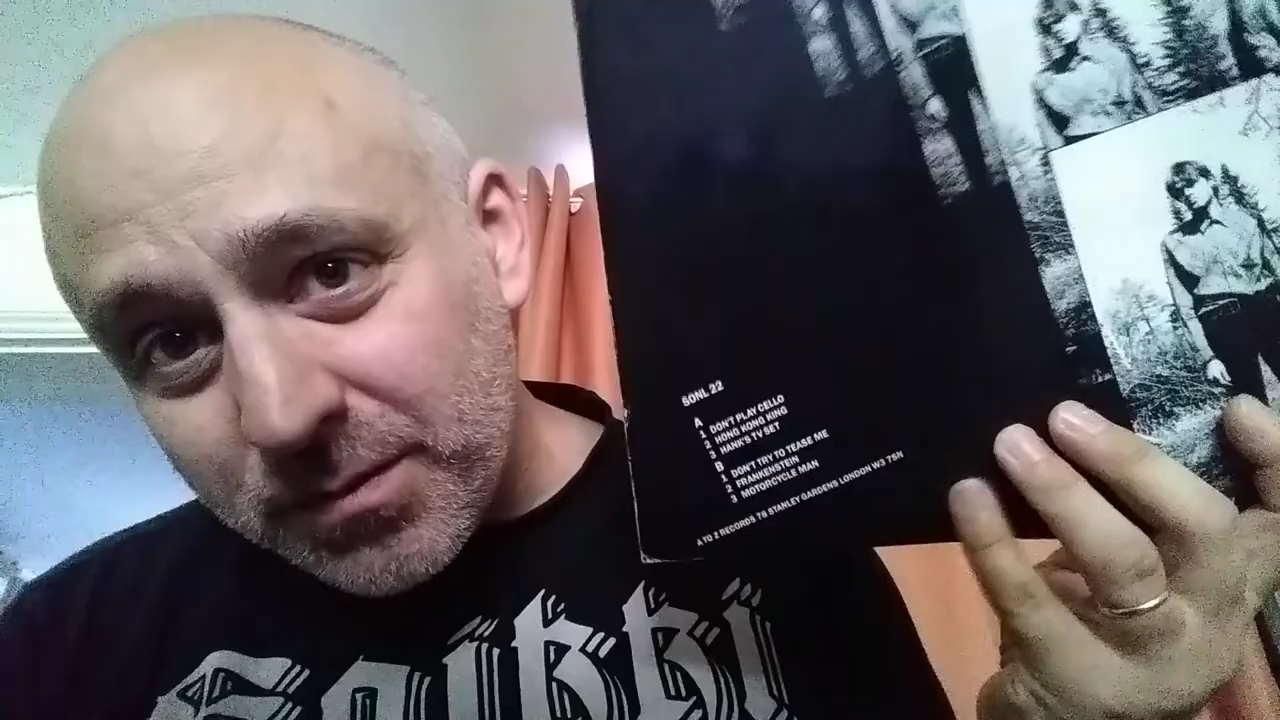 SONL 22
A
1 DON'T PLAY CELLO
2 HONG KONG KING
3 HANK'S TV SET
B
1 DON'T TRY TO TEASE ME
2 FRANKENSTEIN
3 MOTORCYCLE MAN
A TO Z RECORDS 76 STANLEY GARDENS LONDON W3 7SN